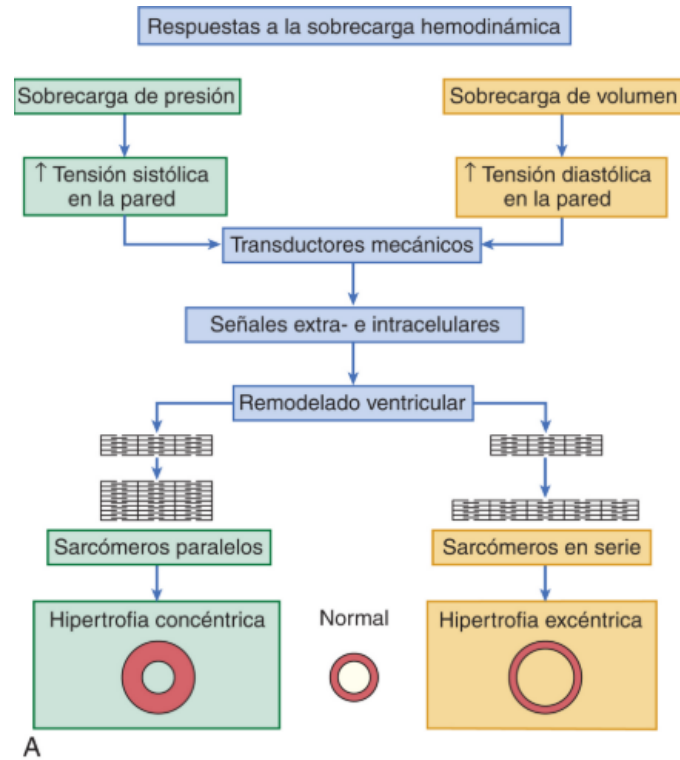 Respuestas a la sobrecarga hemodinámica
Sobrecarga de presión
Sobrecarga de volumen
↑ Tensión sistólica
en la pared
↑ Tensión diastólica
en la pared
Transductores mecánicos
Señales extra- e intracelulares
Remodelado ventricular
Sarcómeros paralelos
Sarcómeros en serie
Hipertrofia concéntrica
Normal
Hipertrofia excéntrica
A